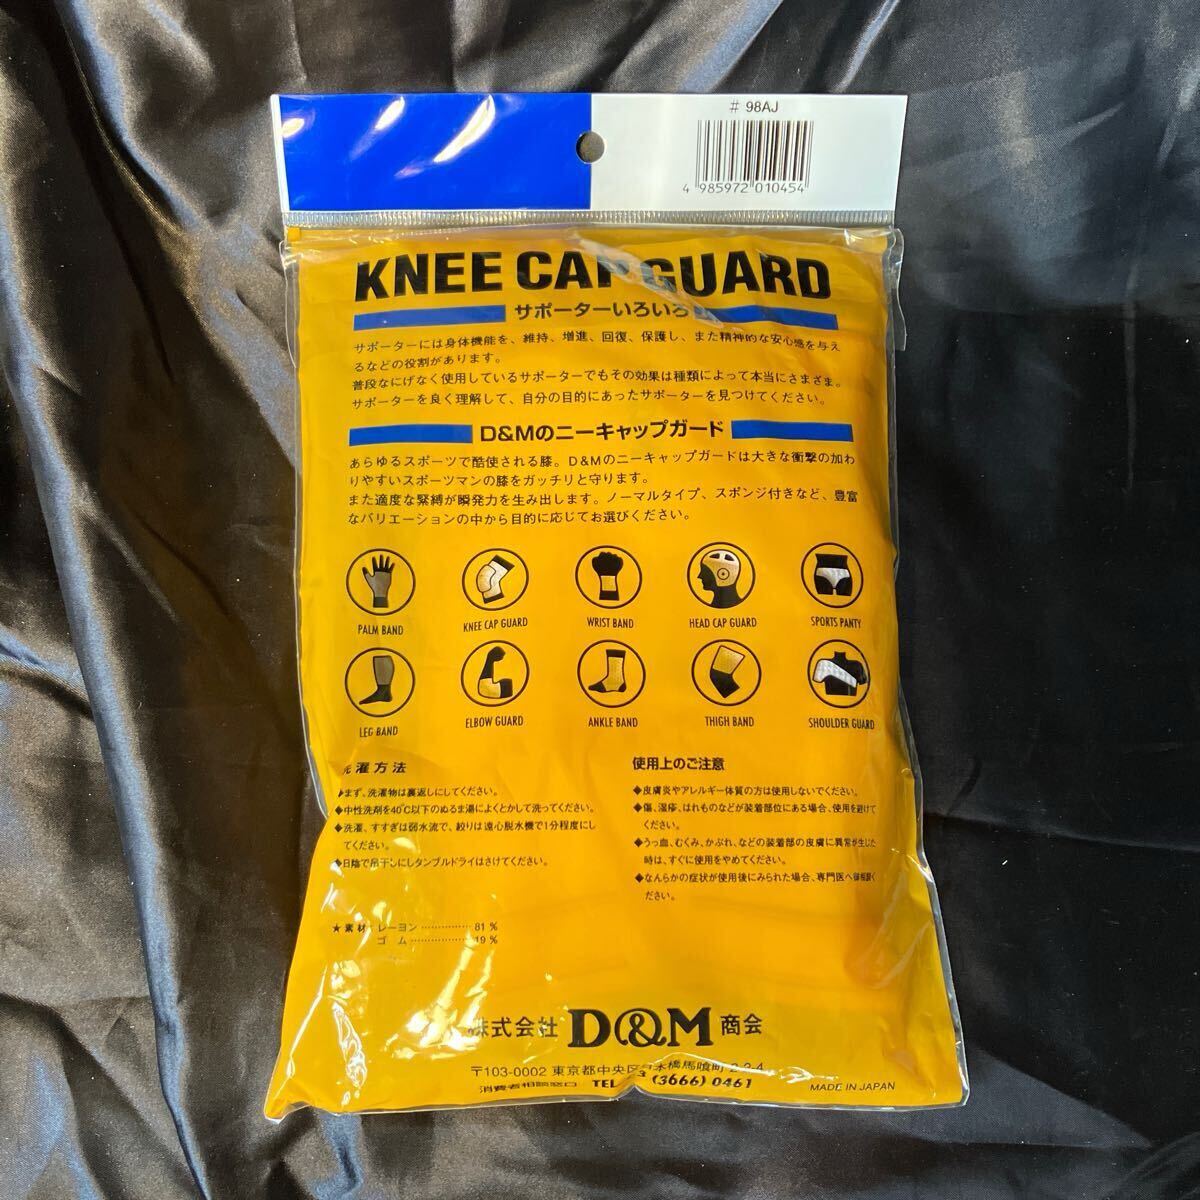 # 98AJ
4 985972 010454
KNEE CAP GUARD
サポーターいろいろ
サポーターには身体機能を、維持、増進、回復、保護し、また精神的な安心感を与え
るなどの役割があります。
普段なにげなく使用しているサポーターでもその効果は種類によって本当にさまざま。
サポーターを良く理解して、自分の目的にあったサポーターを見つけてください。
D&Mのニーキャップガード
あらゆるスポーツで酷使される膝。D&Mのニーキャップガードは大きな衝撃の加わ
りやすいスポーツマンの膝をガッチリと守ります。
また適度な緊縛が瞬発力を生み出します。ノーマルタイプ、スポンジ付きなど、豊富
なバリエーションの中から目的に応じてお選びください。
PALM BAND
KNEE CAP GUARD
WRIST BAND
HEAD CAP GUARD
SPORTS PANTY
LEG BAND
ELBOW GUARD
ANKLE BAND
THIGH BAND
SHOULDER GUARD
洗濯方法
◆まず、洗濯物は裏返しにしてください。
◆中性洗剤を40℃以下のぬるま湯によくとかして洗ってください。
◆洗濯、すすぎは弱水流で、絞りは遠心脱水機で1分程度にし
てください。
◆日陰で吊干しにしタンブルドライはさけてください。
使用上のご注意
◆皮膚炎やアレルギー体質の方は使用しないでください。
◆傷、湿疹、はれものなどが装着部位にある場合、使用を避けて
ください。
◆うっ血、むくみ、かぶれ、などの装着部の皮膚に異常が生じた
時は、すぐに使用をやめてください。
◆なんらかの症状が使用後にみられた場合、専門医へ御相談く
ださい。
★素材 レーヨン 81%
ゴム 19%
株式会社 D&M 商会
〒103-0002 東京都中央区日本橋馬喰町 2-2-4
消費者相談窓口 TEL (3666) 0461
MADE IN JAPAN